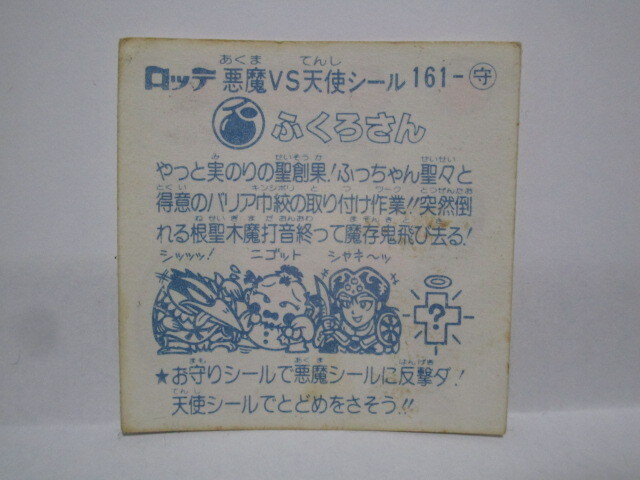 ロッテ 悪魔VS天使シール 161-守
ふくろさん
やっと実のりの聖創果!ふっちゃん聖々と
得意のバリア巾絞の取り付け作業!!突然倒
れる根聖木魔打音終って魔存鬼飛び去る!
シッッッ! ニゴット シャキ〜ッ
?
★お守りシールで悪魔シールに反撃ダ!
天使シールでとどめをさそう!!